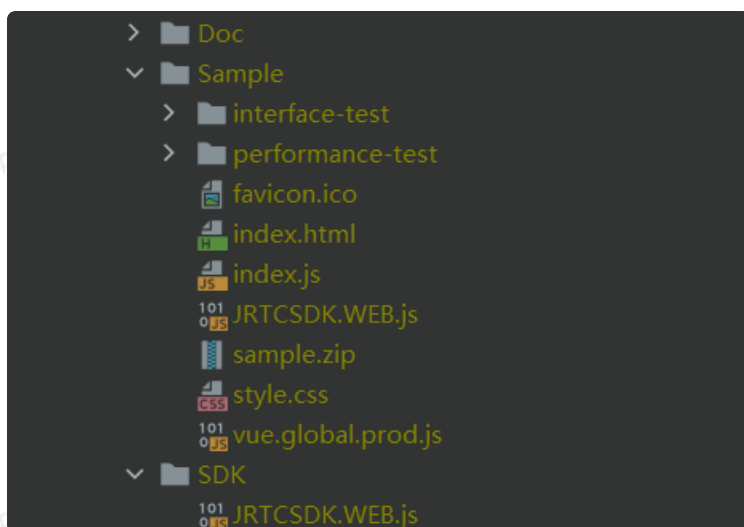 Doc
Sample
interface-test
performance-test
favicon.ico
index.html
index.js
JRTCSDK.WEB.js
sample.zip
style.css
vue.global.prod.js
SDK
JRTCSDK.WEB.js